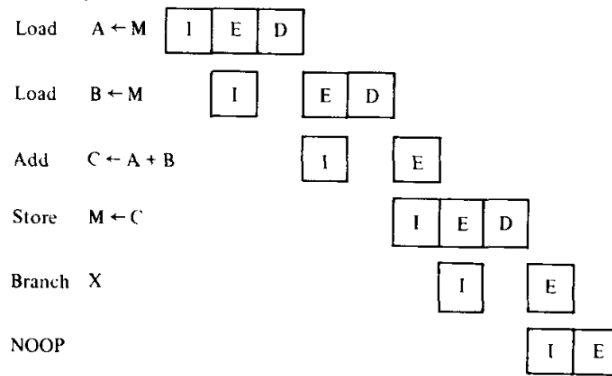 Load A ← M I E D
Load B ← M I E D
Add C ← A + B I E
Store M ← C I E D
Branch X I E
NOOP I E